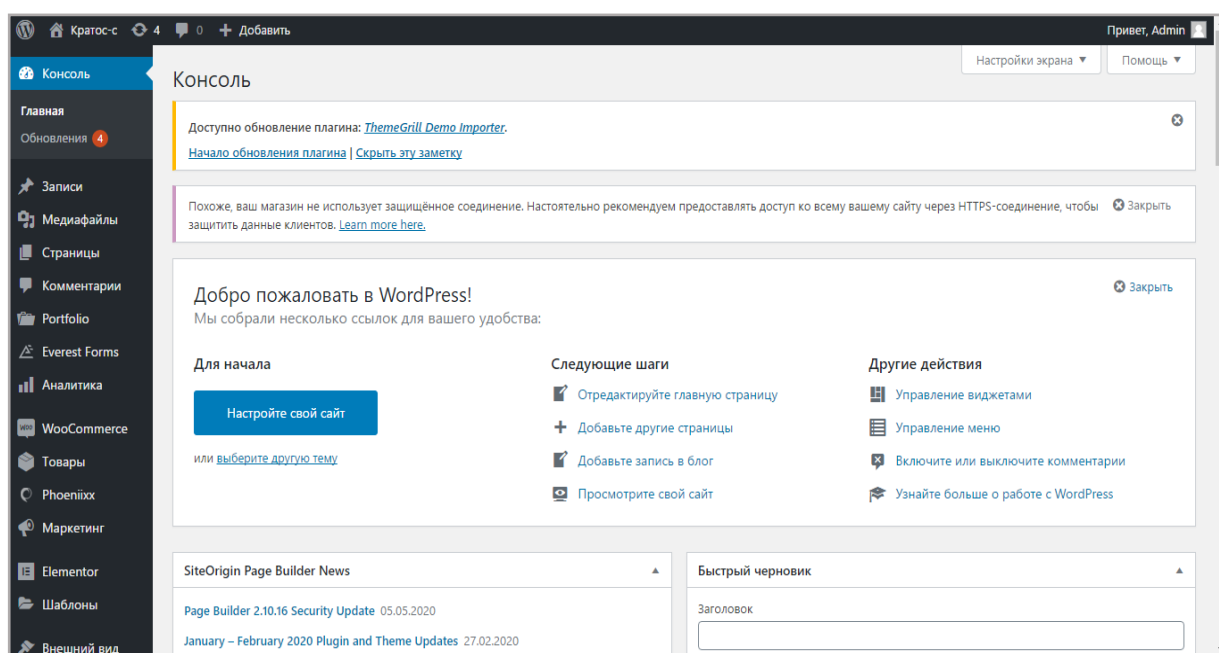 Кратос-с 4 0 + Добавить Привет, Admin
Настройки экрана ▼ Помощь ▼
Консоль
Главная
Обновления 4
Записи
Медиафайлы
Страницы
Комментарии
Portfolio
Everest Forms
Аналитика
WooCommerce
Товары
Phoeniixx
Маркетинг
Elementor
Шаблоны
Внешний вид
Консоль
Доступно обновление плагина: ThemeGrill Demo Importer.
Начало обновления плагина | Скрыть эту заметку
Похоже, ваш магазин не использует защищённое соединение. Настоятельно рекомендуем предоставлять доступ ко всему вашему сайту через HTTPS-соединение, чтобы
защитить данные клиентов. Learn more here.
Закрыть
Добро пожаловать в WordPress!
Закрыть
Мы собрали несколько ссылок для вашего удобства:
Для начала
Настройте свой сайт
или выберите другую тему
Следующие шаги
Отредактируйте главную страницу
Добавьте другие страницы
Добавьте запись в блог
Просмотрите свой сайт
Другие действия
Управление виджетами
Управление меню
Включите или выключите комментарии
Узнайте больше о работе с WordPress
SiteOrigin Page Builder News
Page Builder 2.10.16 Security Update 05.05.2020
January – February 2020 Plugin and Theme Updates 27.02.2020
Быстрый черновик
Заголовок